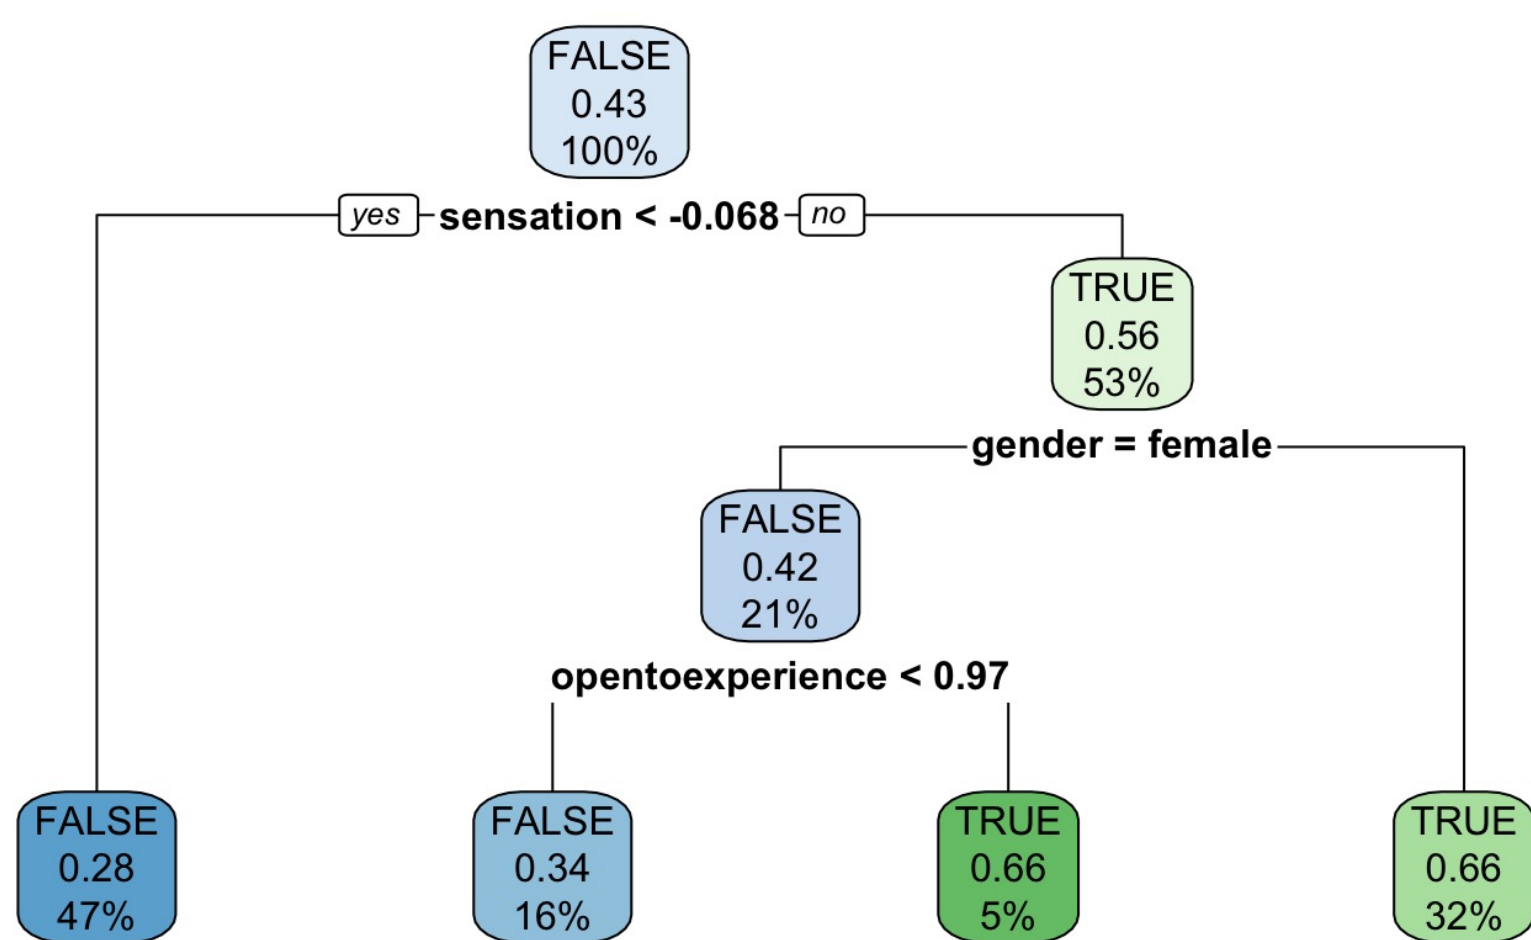 FALSE
0.43
100%
yes sensation < -0.068 no
TRUE
0.56
53%
gender = female
FALSE
0.42
21%
opentoexperience < 0.97
FALSE
0.28
47%
FALSE
0.34
16%
TRUE
0.66
5%
TRUE
0.66
32%